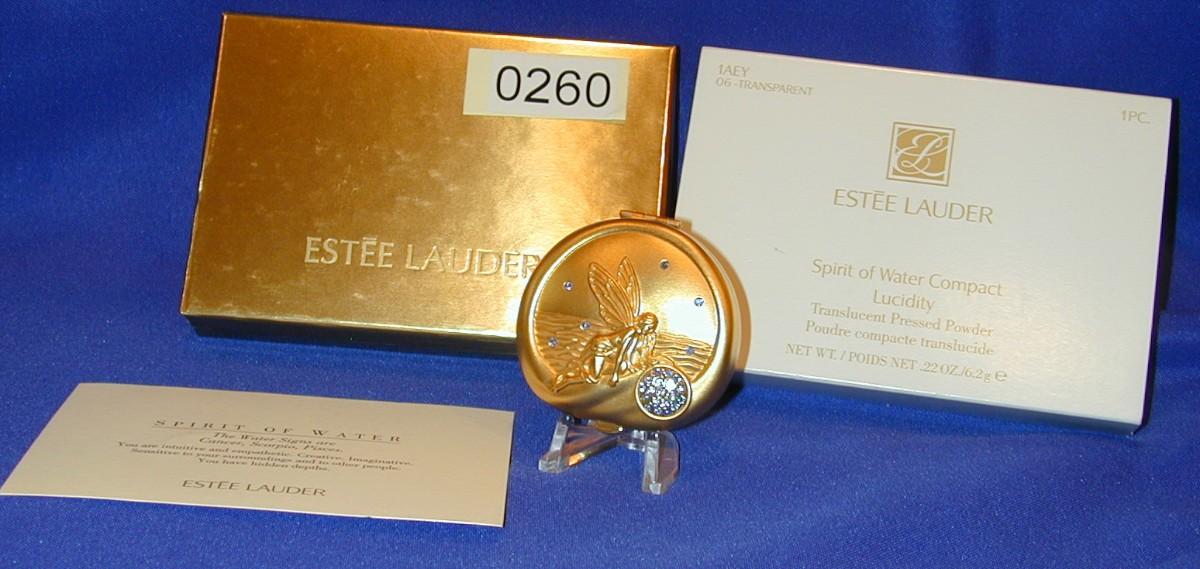 0260
ESTĒE LAUDER
1AEY
06-TRANSPARENT
1PC.
EL
ESTĒE LAUDER
Spirit of Water Compact
Lucidity
Translucent Pressed Powder
Poudre compacte translucide
NET WT. / POIDS NET .22 OZ./6.2g e
SPIRIT OF WATER
The Water Signs are
Cancer, Scorpio, Pisces.
You are intuitive and empathetic. Creative. Imaginative.
Sensitive to your surroundings and to other people.
You have hidden depths.
ESTĒE LAUDER